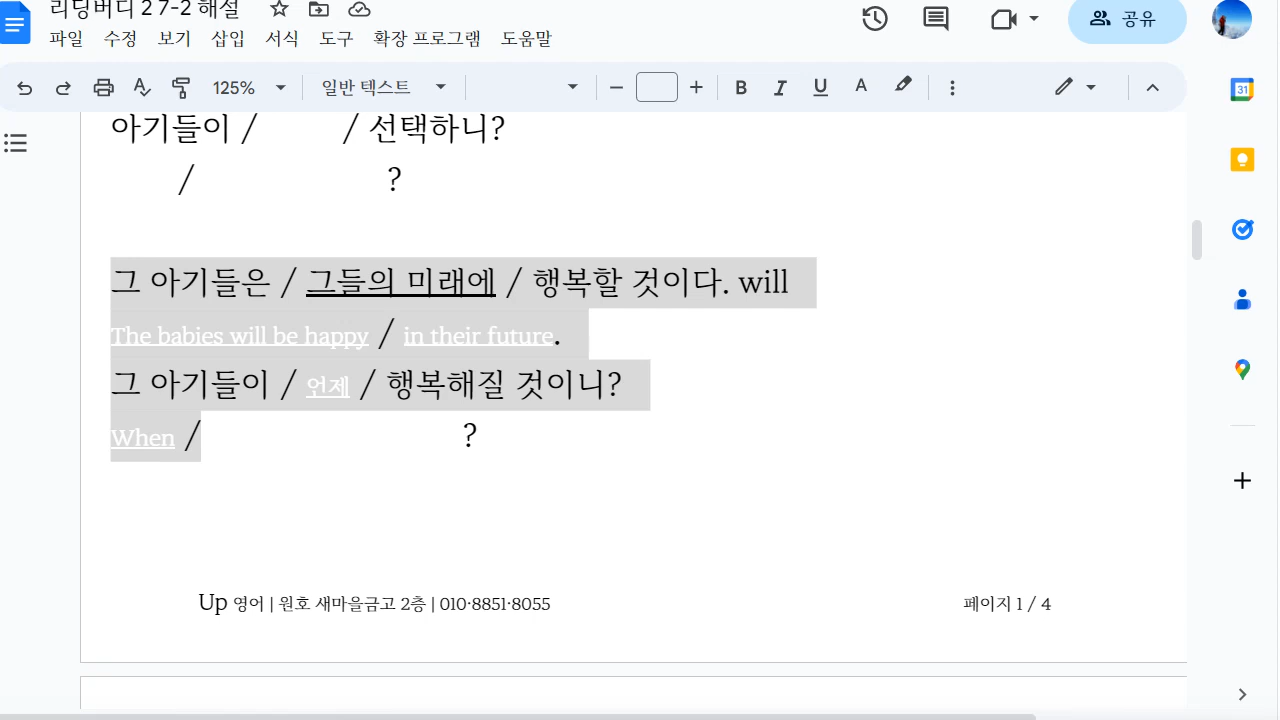 리딩버디 2 7-2 해설
파일 수정 보기 삽입 서식 도구 확장 프로그램 도움말
공유
125% 일반 텍스트 B I U A
31
아기들이 / / 선택하니?
/ ?
그 아기들은 / 그들의 미래에 / 행복할 것이다. will
The babies will be happy / in their future.
그 아기들이 / 언제 / 행복해질 것이니?
When / ?
Up 영어 | 원호 새마을금고 2층 | 010·8851·8055
페이지 1 / 4